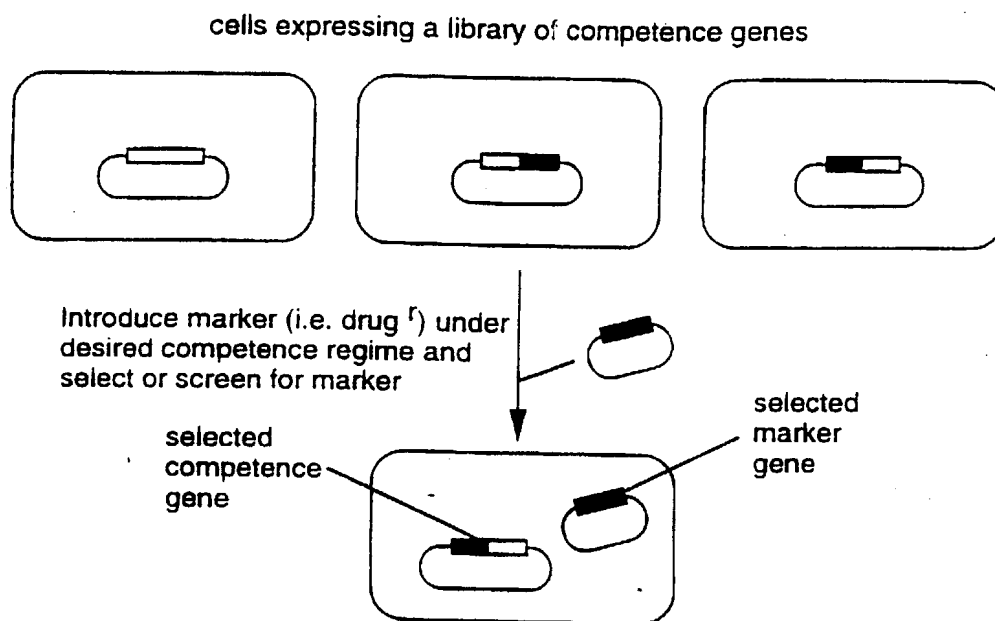 cells expressing a library of competence genes
Introduce marker (i.e. drug r) under
desired competence regime and
select or screen for marker
selected
competence
gene
selected
marker
gene